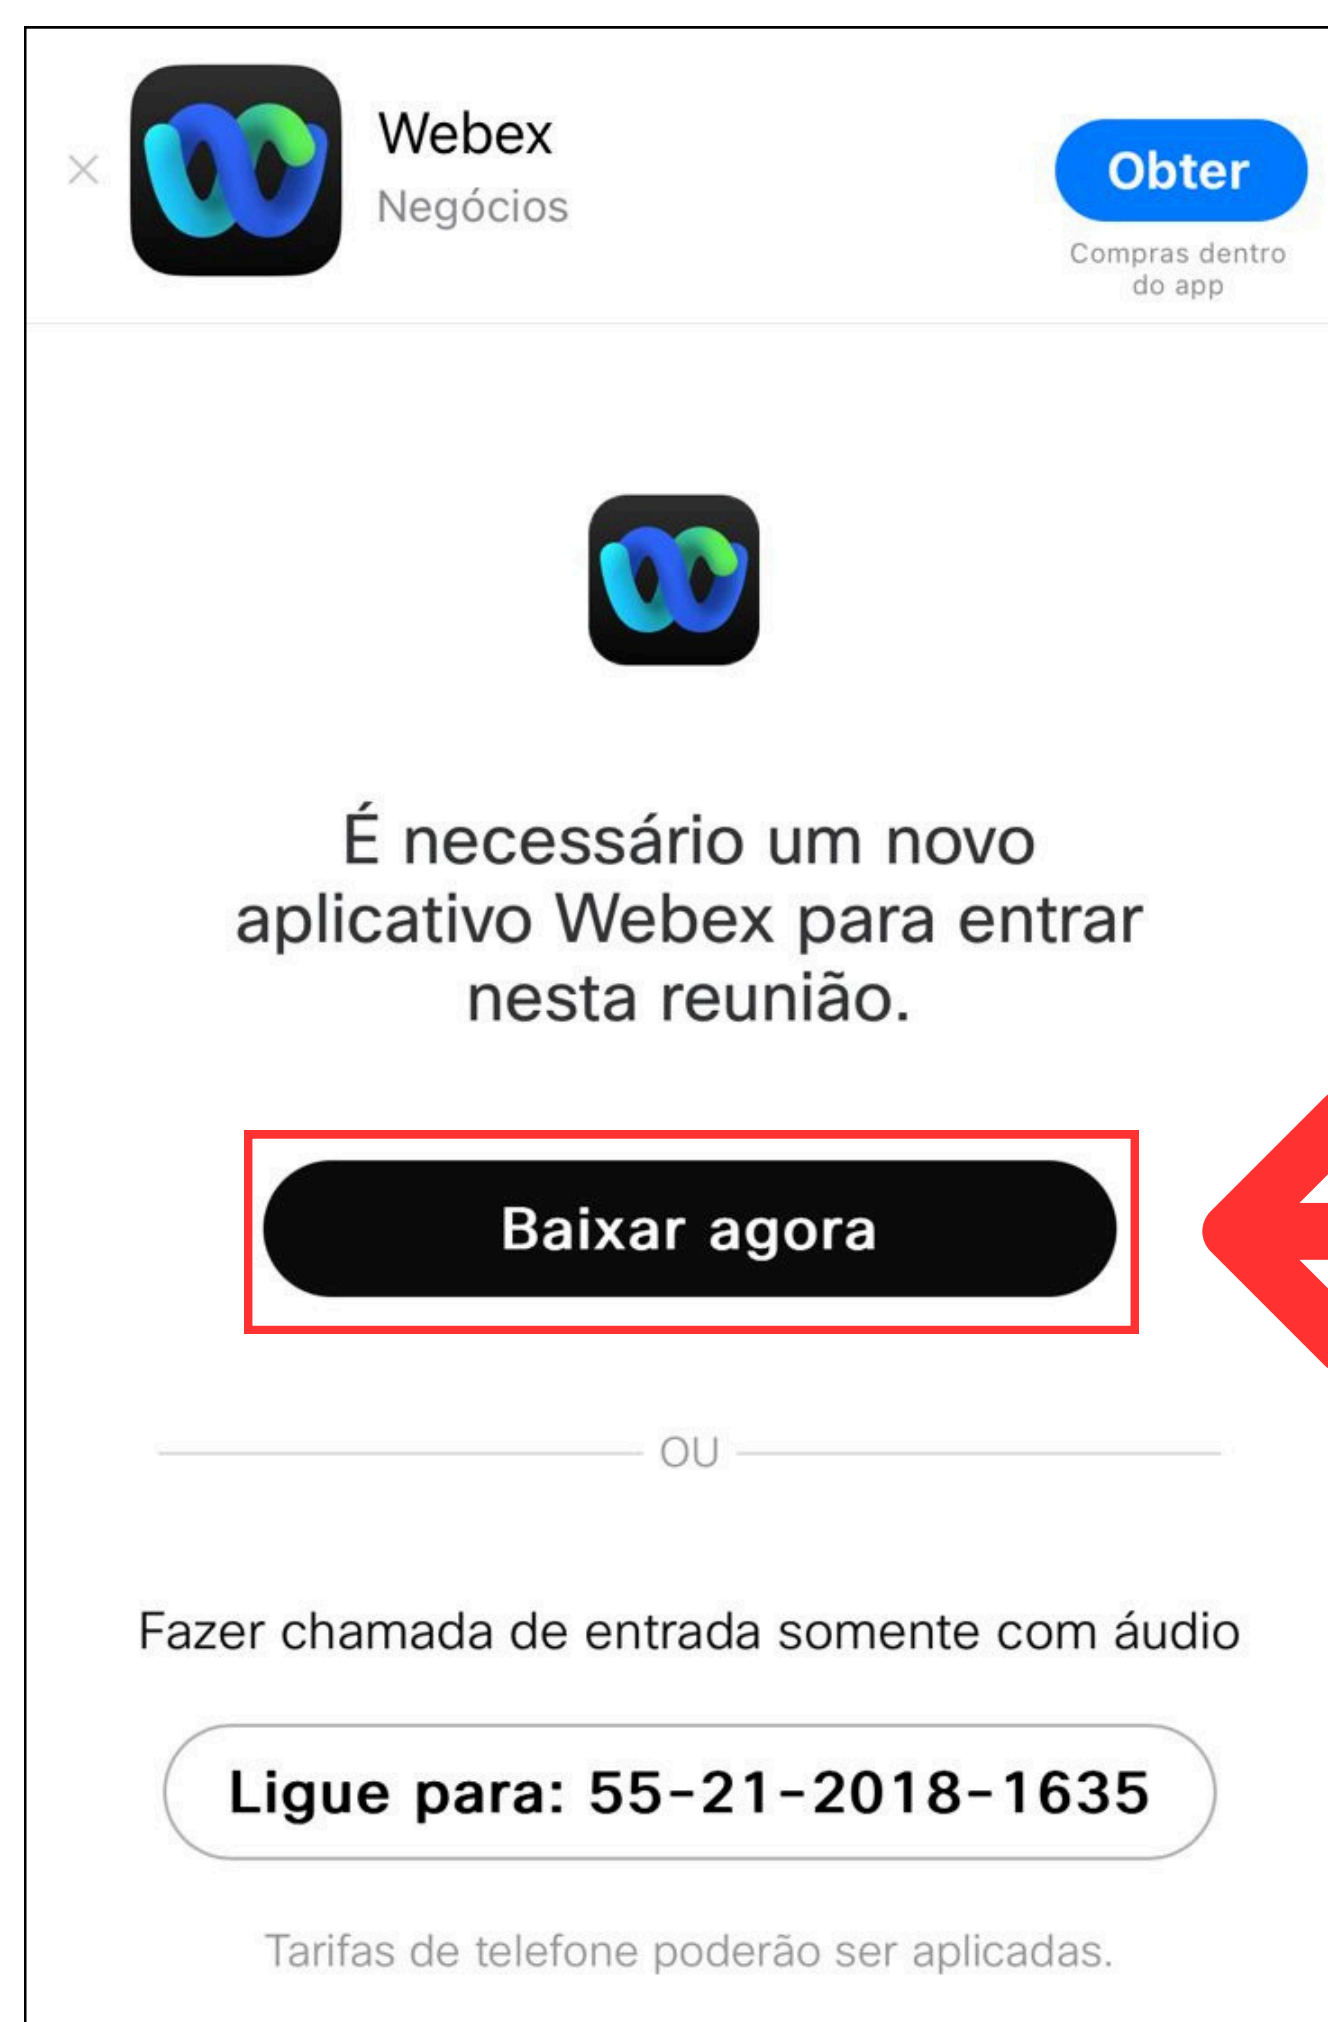 Webex
Negócios
Obter
Compras dentro
do app
É necessário um novo
aplicativo Webex para entrar
nesta reunião.
Baixar agora
OU
Fazer chamada de entrada somente com áudio
Ligue para: 55-21-2018-1635
Tarifas de telefone poderão ser aplicadas.